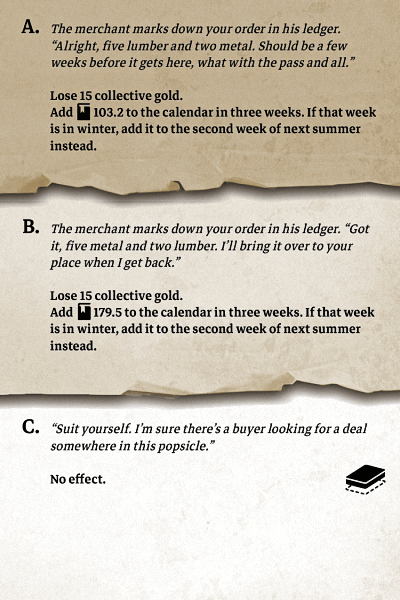 A. The merchant marks down your order in his ledger.
“Alright, five lumber and two metal. Should be a few
weeks before it gets here, what with the pass and all.”
Lose 15 collective gold.
Add 103.2 to the calendar in three weeks. If that week
is in winter, add it to the second week of next summer
instead.
B. The merchant marks down your order in his ledger. “Got
it, five metal and two lumber. I’ll bring it over to your
place when I get back.”
Lose 15 collective gold.
Add 179.5 to the calendar in three weeks. If that week
is in winter, add it to the second week of next summer
instead.
C. “Suit yourself. I’m sure there’s a buyer looking for a deal
somewhere in this popsicle.”
No effect.